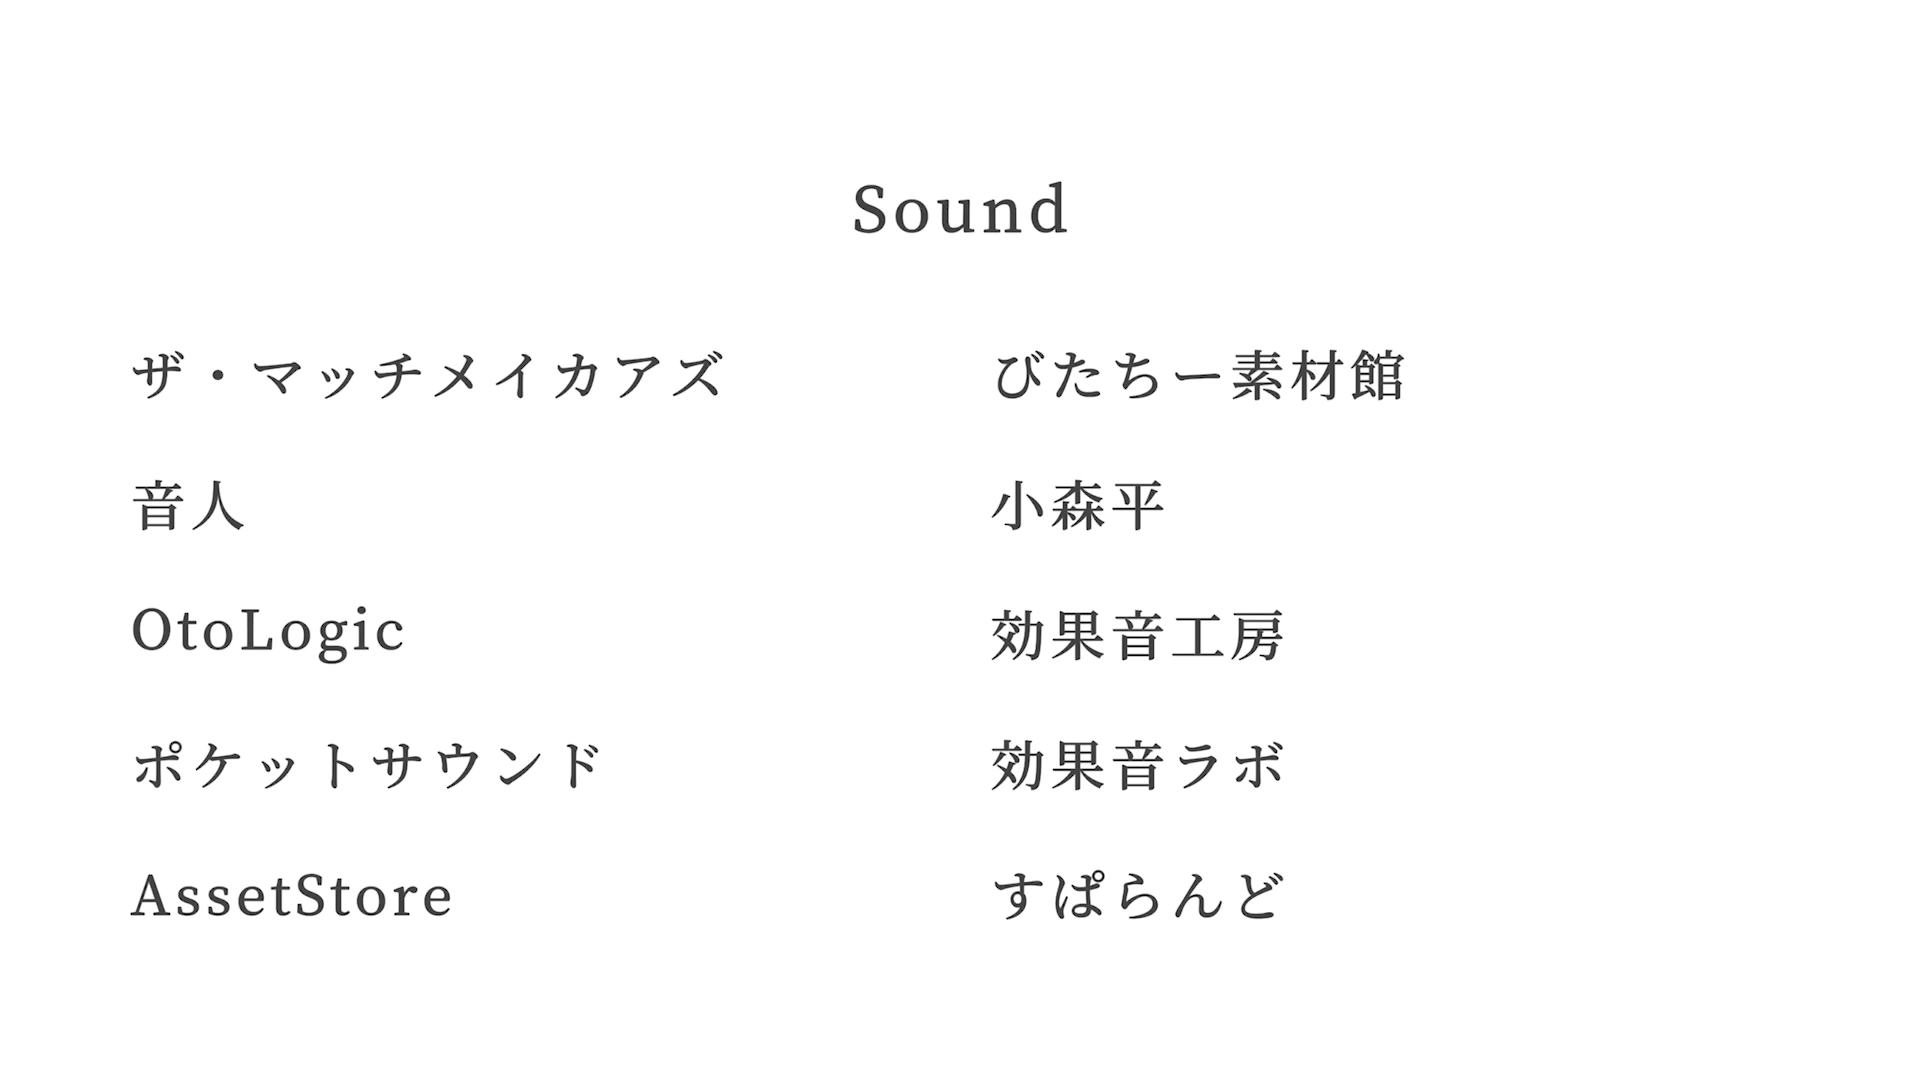 Sound
ザ・マッチメイカアズ
音人
OtoLogic
ポケットサウンド
AssetStore
びたちー素材館
小森平
効果音工房
効果音ラボ
すぱらんど